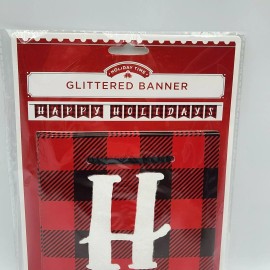 HOLIDAY TIME
GLITTERED BANNER
HAPPY HOLIDAYS
H